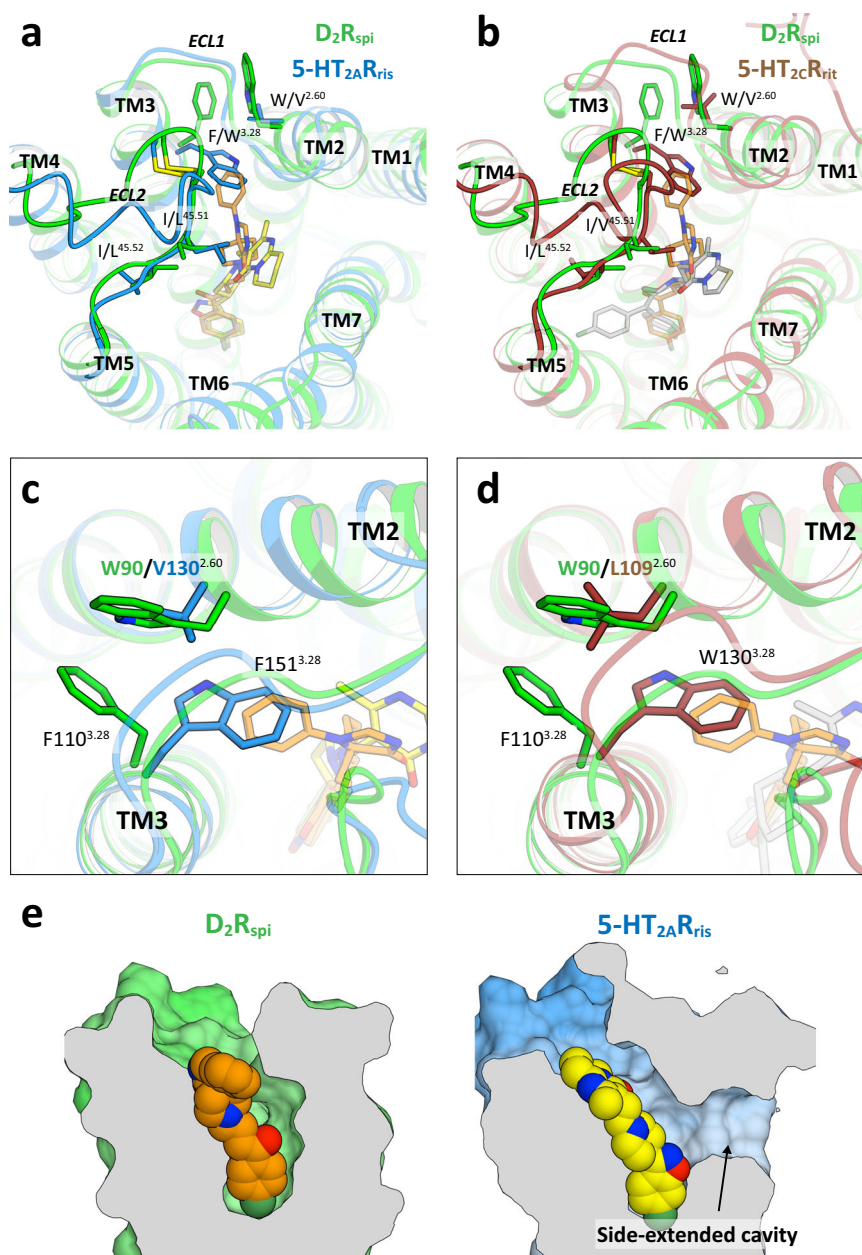 a
ECL1
D2Rspi
5-HT2ARris
W/V2.60
TM3
F/W3.28
TM2
TM1
TM4
ECL2
I/L45.51
I/L45.52
TM7
TM5
TM6
b
ECL1
D2Rspi
5-HT2CRrit
W/V2.60
TM3
F/W3.28
TM2
TM1
TM4
ECL2
I/V45.51
I/L45.52
TM7
TM5
TM6
c
TM2
W90/V1302.60
F1513.28
F1103.28
TM3
d
TM2
W90/L1092.60
W1303.28
F1103.28
TM3
e
D2Rspi
5-HT2ARris
Side-extended cavity